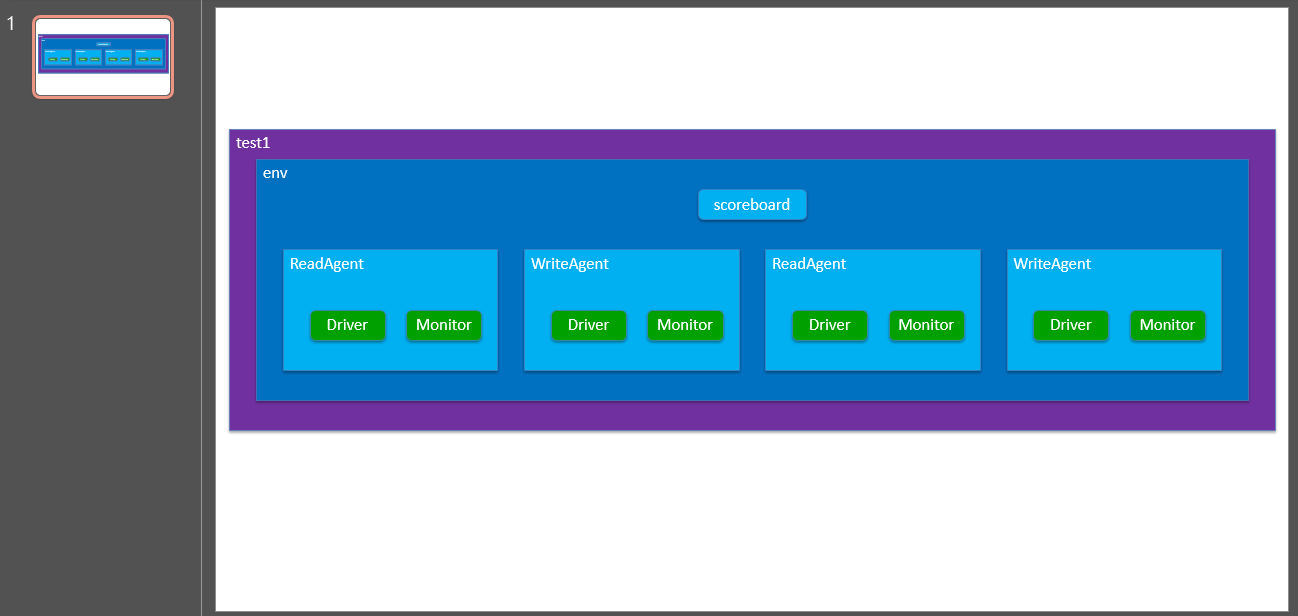 1
test1
env
scoreboard
ReadAgent
WriteAgent
ReadAgent
WriteAgent
Driver Monitor
Driver Monitor
Driver Monitor
Driver Monitor